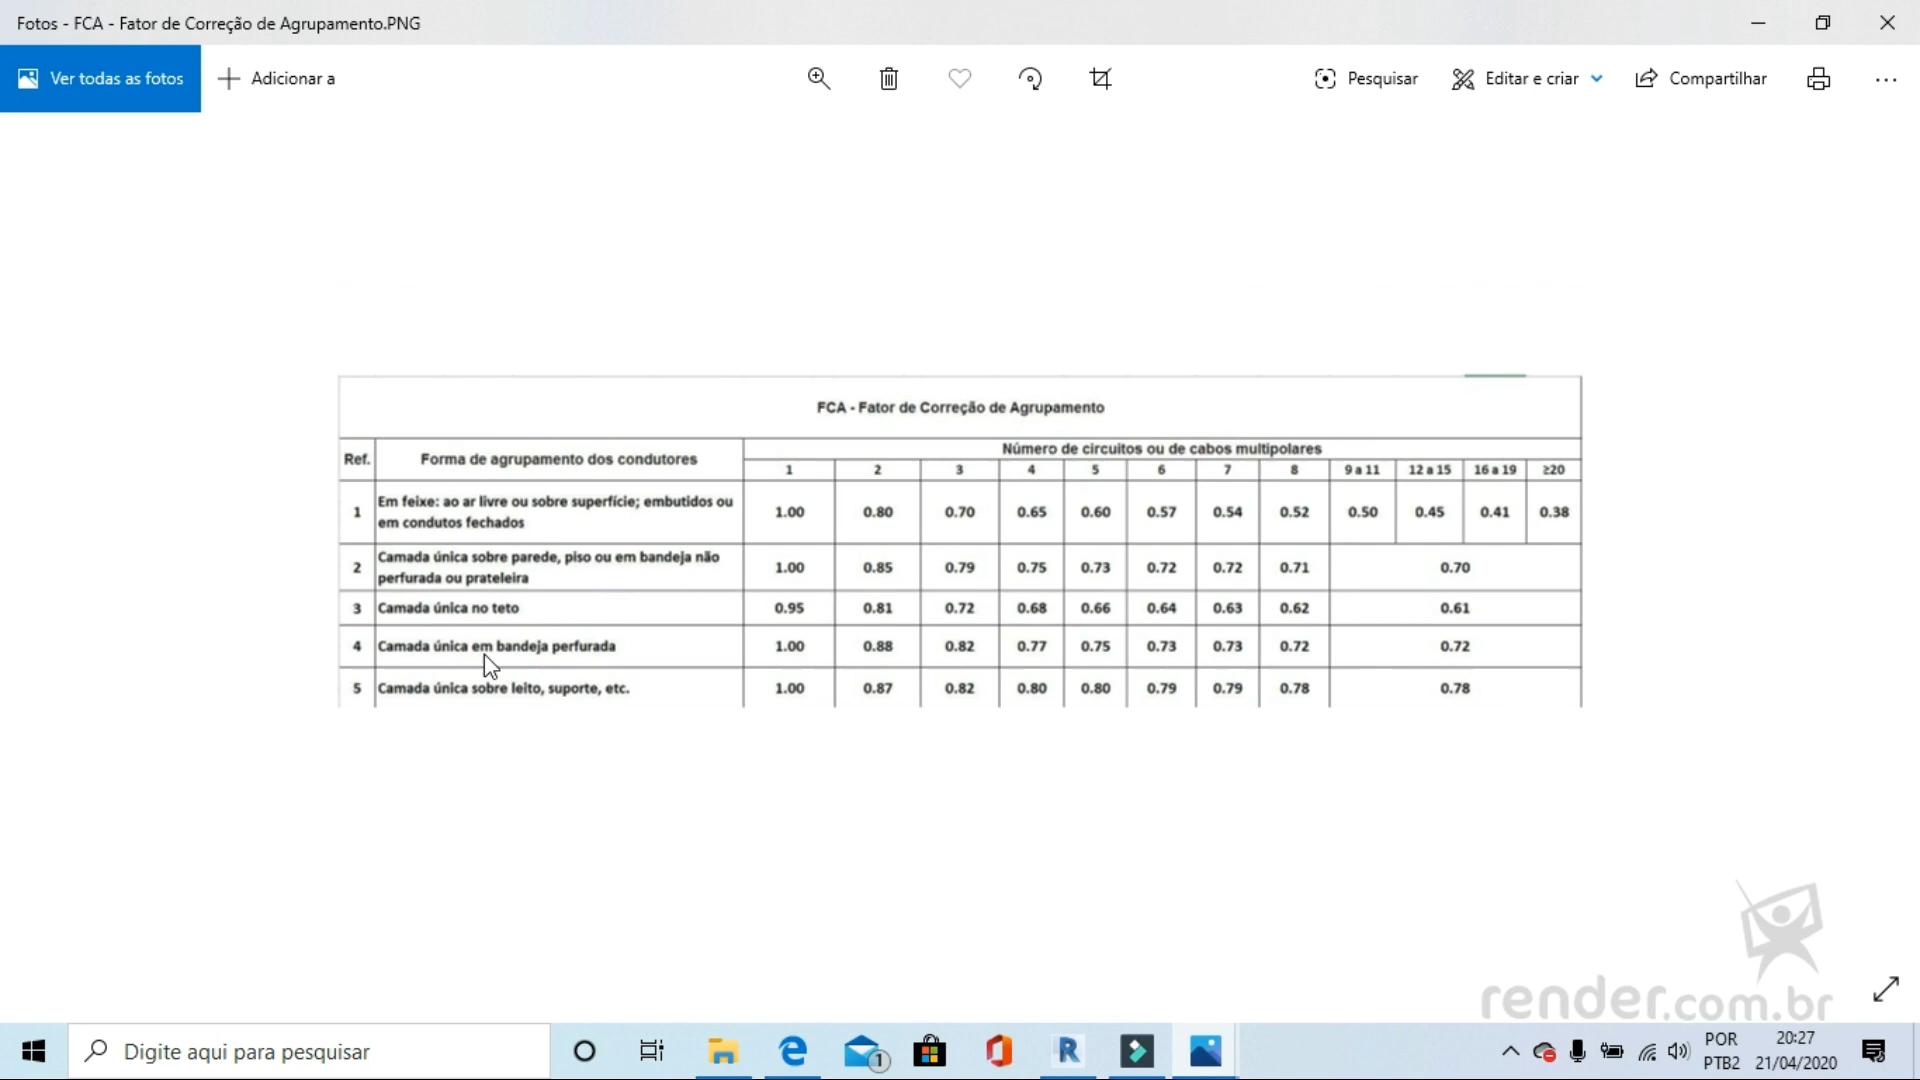 Fotos - FCA - Fator de Correção de Agrupamento.PNG
Ver todas as fotos
Adicionar a
Pesquisar
Editar e criar
Compartilhar
FCA - Fator de Correção de Agrupamento
Ref. Forma de agrupamento dos condutores Número de circuitos ou de cabos multipolares
1 2 3 4 5 6 7 8 9 a 11 12 a 15 16 a 19 ≥20
1 Em feixe: ao ar livre ou sobre superfície; embutidos ou em condutos fechados 1.00 0.80 0.70 0.65 0.60 0.57 0.54 0.52 0.50 0.45 0.41 0.38
2 Camada única sobre parede, piso ou em bandeja não perfurada ou prateleira 1.00 0.85 0.79 0.75 0.73 0.72 0.72 0.71 0.70
3 Camada única no teto 0.95 0.81 0.72 0.68 0.66 0.64 0.63 0.62 0.61
4 Camada única em bandeja perfurada 1.00 0.88 0.82 0.77 0.75 0.73 0.73 0.72 0.72
5 Camada única sobre leito, suporte, etc. 1.00 0.87 0.82 0.80 0.80 0.79 0.79 0.78 0.78
render.com.br
Digite aqui para pesquisar
1
R
POR
PTB2
20:27
21/04/2020